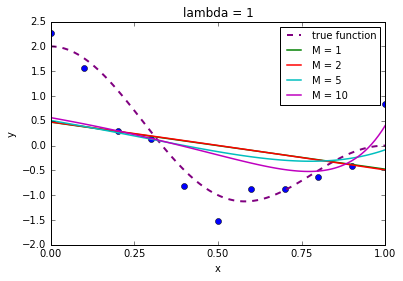 lambda = 1
2.5
2.0
1.5
1.0
0.5
0.0
−0.5
−1.0
−1.5
−2.0
y
true function
M = 1
M = 2
M = 5
M = 10
0.00
0.25
0.50
0.75
1.00
x